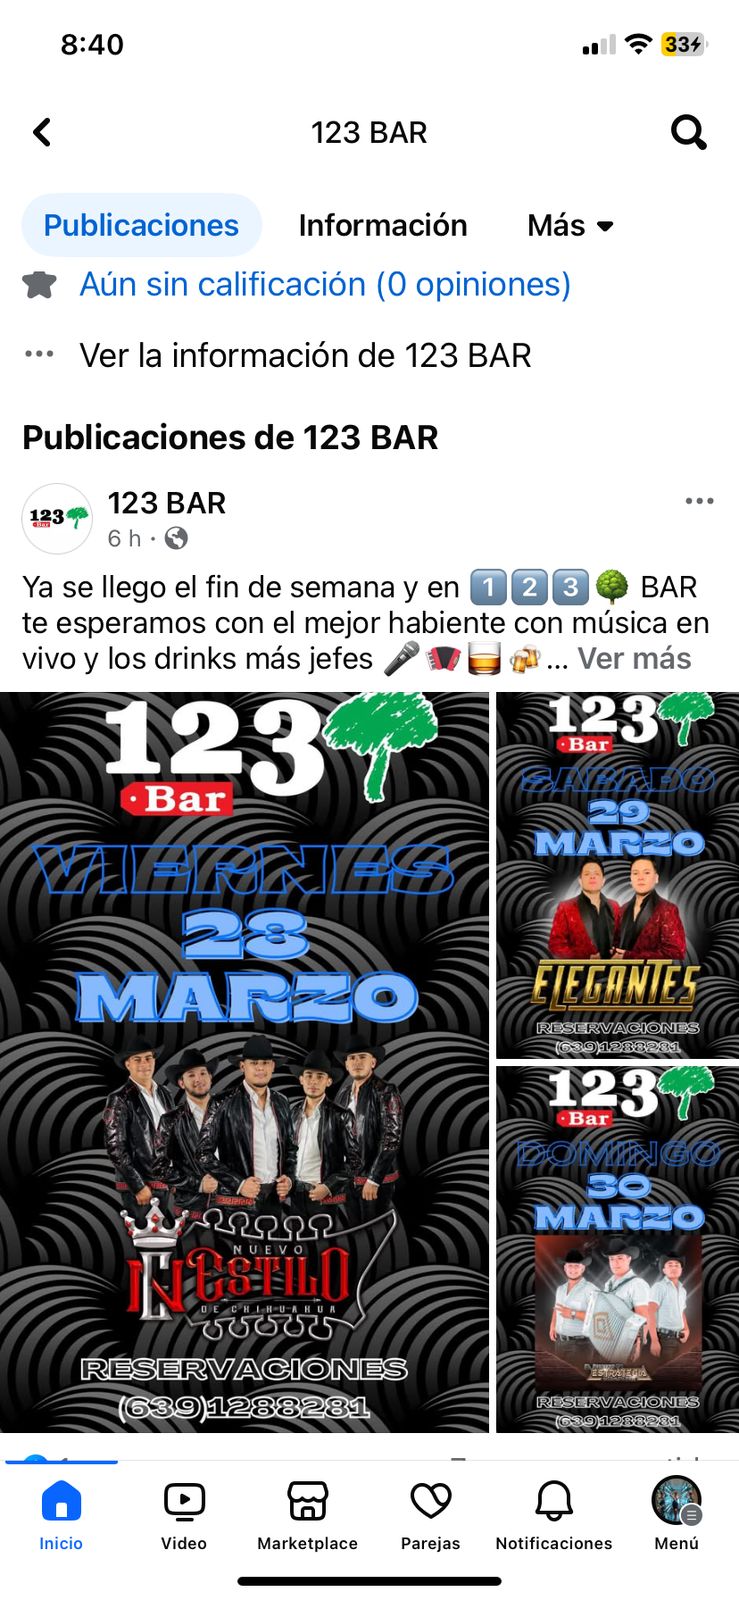 8:40
33
123 BAR
Publicaciones
Información
Más
Aún sin calificación (0 opiniones)
Ver la información de 123 BAR
Publicaciones de 123 BAR
123
Bar
123 BAR
6 h ·
Ya se llego el fin de semana y en 1️⃣2️⃣3️⃣🌳 BAR
te esperamos con el mejor habiente con música en
vivo y los drinks más jefes 🎤🪗🥃🍻... Ver más
123
· Bar
VIERNES
28
MARZO
NUEVO
NE ESTILO
DE CHIHUAHUA
RESERVACIONES
(639)1288281
123
· Bar
SABADO
29
MARZO
ELEGANTES
RESERVACIONES
(639)1288281
123
· Bar
DOMINGO
30
MARZO
ESTRATEGIA
RESERVACIONES
(639)1288281
Inicio
Video
Marketplace
Parejas
Notificaciones
Menú